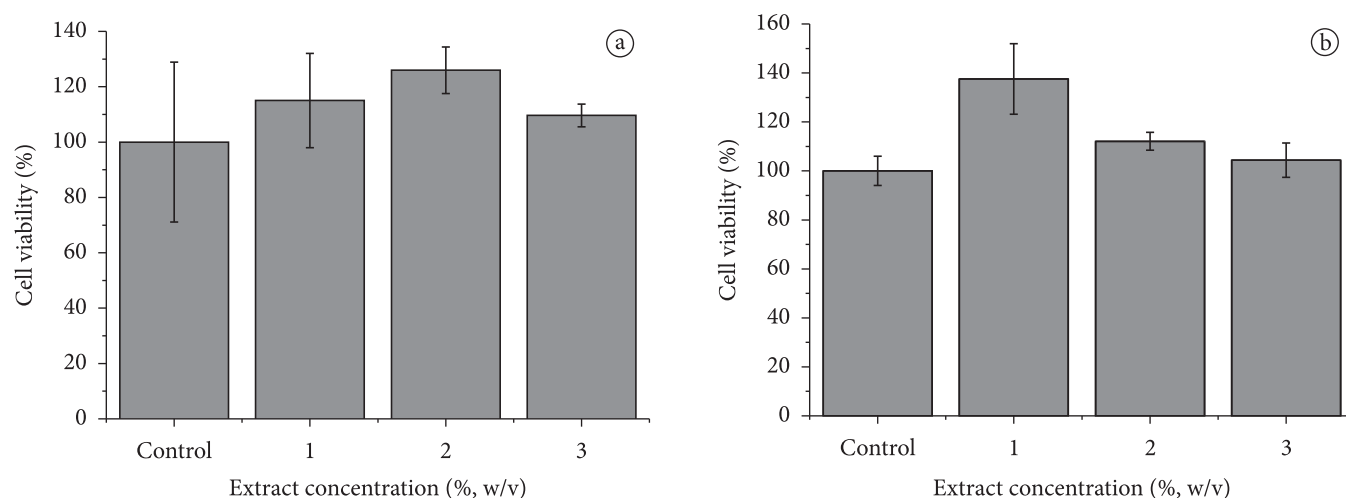 a
140
120
100
80
60
40
20
0
Cell viability (%)
Control 1 2 3
Extract concentration (%, w/v)
b
160
140
120
100
80
60
40
20
0
Cell viability (%)
Control 1 2 3
Extract concentration (%, w/v)